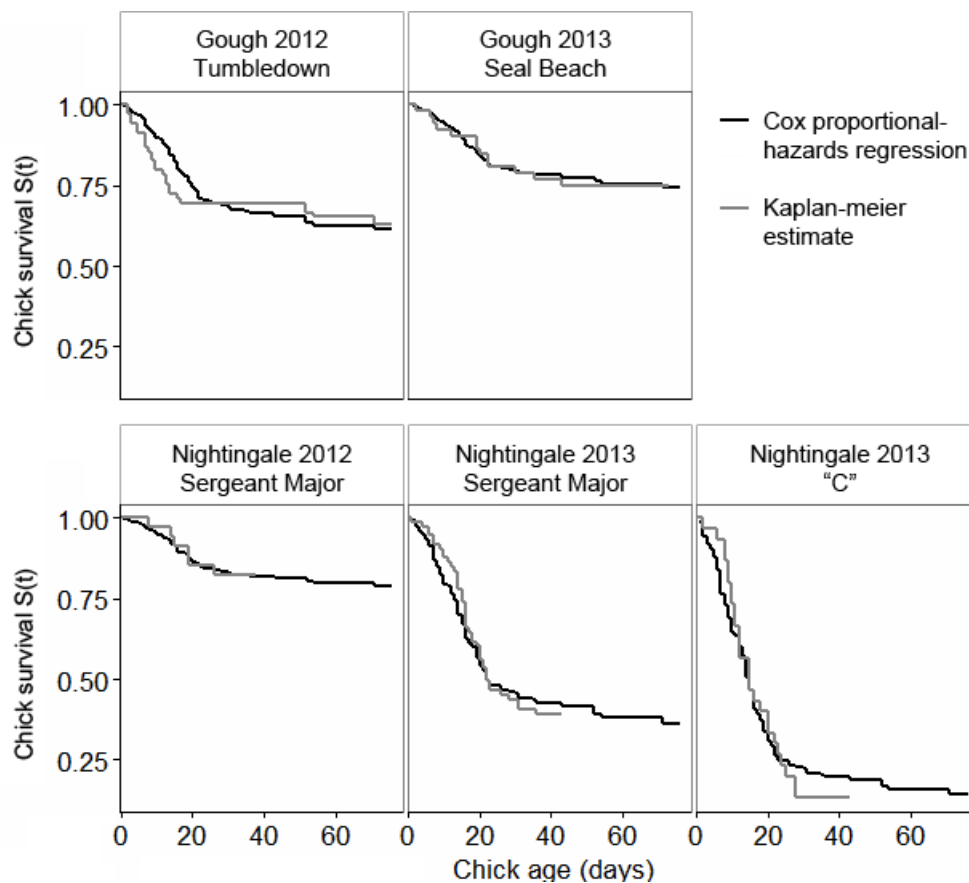 Gough 2012
Tumbledown
Gough 2013
Seal Beach
1.00
0.75
0.50
0.25
Chick survival S(t)
Cox proportional-
hazards regression
Kaplan-meier
estimate
Nightingale 2012
Sergeant Major
Nightingale 2013
Sergeant Major
Nightingale 2013
“C”
1.00
0.75
0.50
0.25
Chick survival S(t)
0 20 40 60
0 20 40 60
0 20 40 60
Chick age (days)